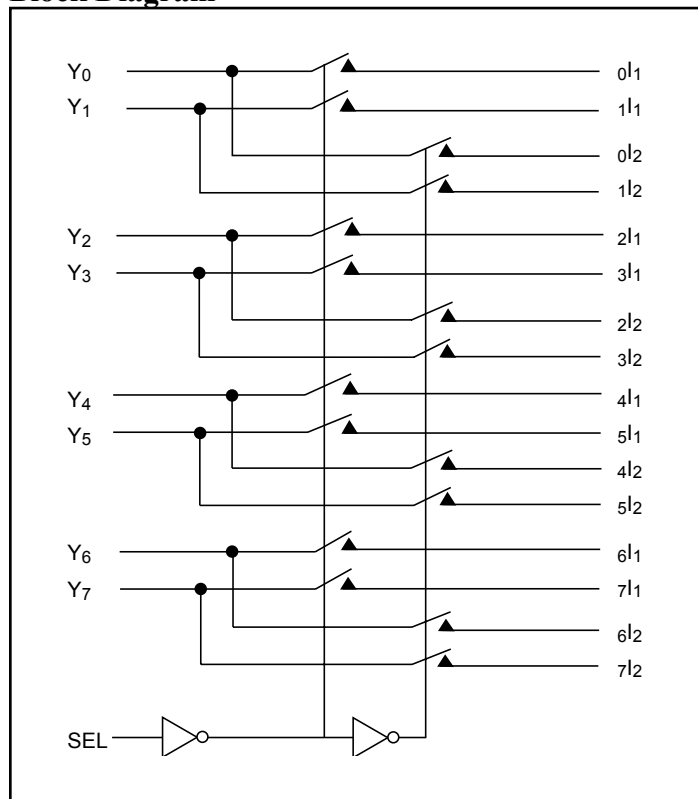 Block Diagram
Y0 0I1
Y1 1I1
0I2
1I2
Y2 2I1
Y3 3I1
2I2
3I2
Y4 4I1
Y5 5I1
4I2
5I2
Y6 6I1
Y7 7I1
6I2
7I2
SEL